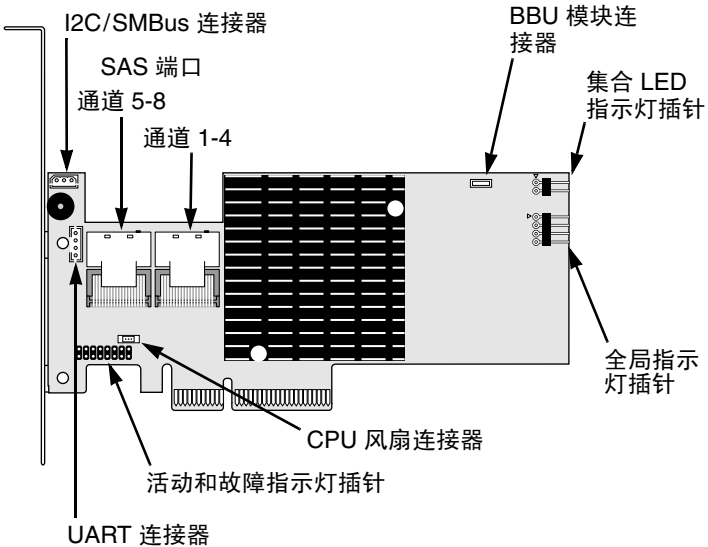 I2C/SMBus 连接器
SAS 端口
通道 5-8
通道 1-4
BBU 模块连
接器
集合 LED
指示灯插针
全局指示
灯插针
CPU 风扇连接器
活动和故障指示灯插针
UART 连接器